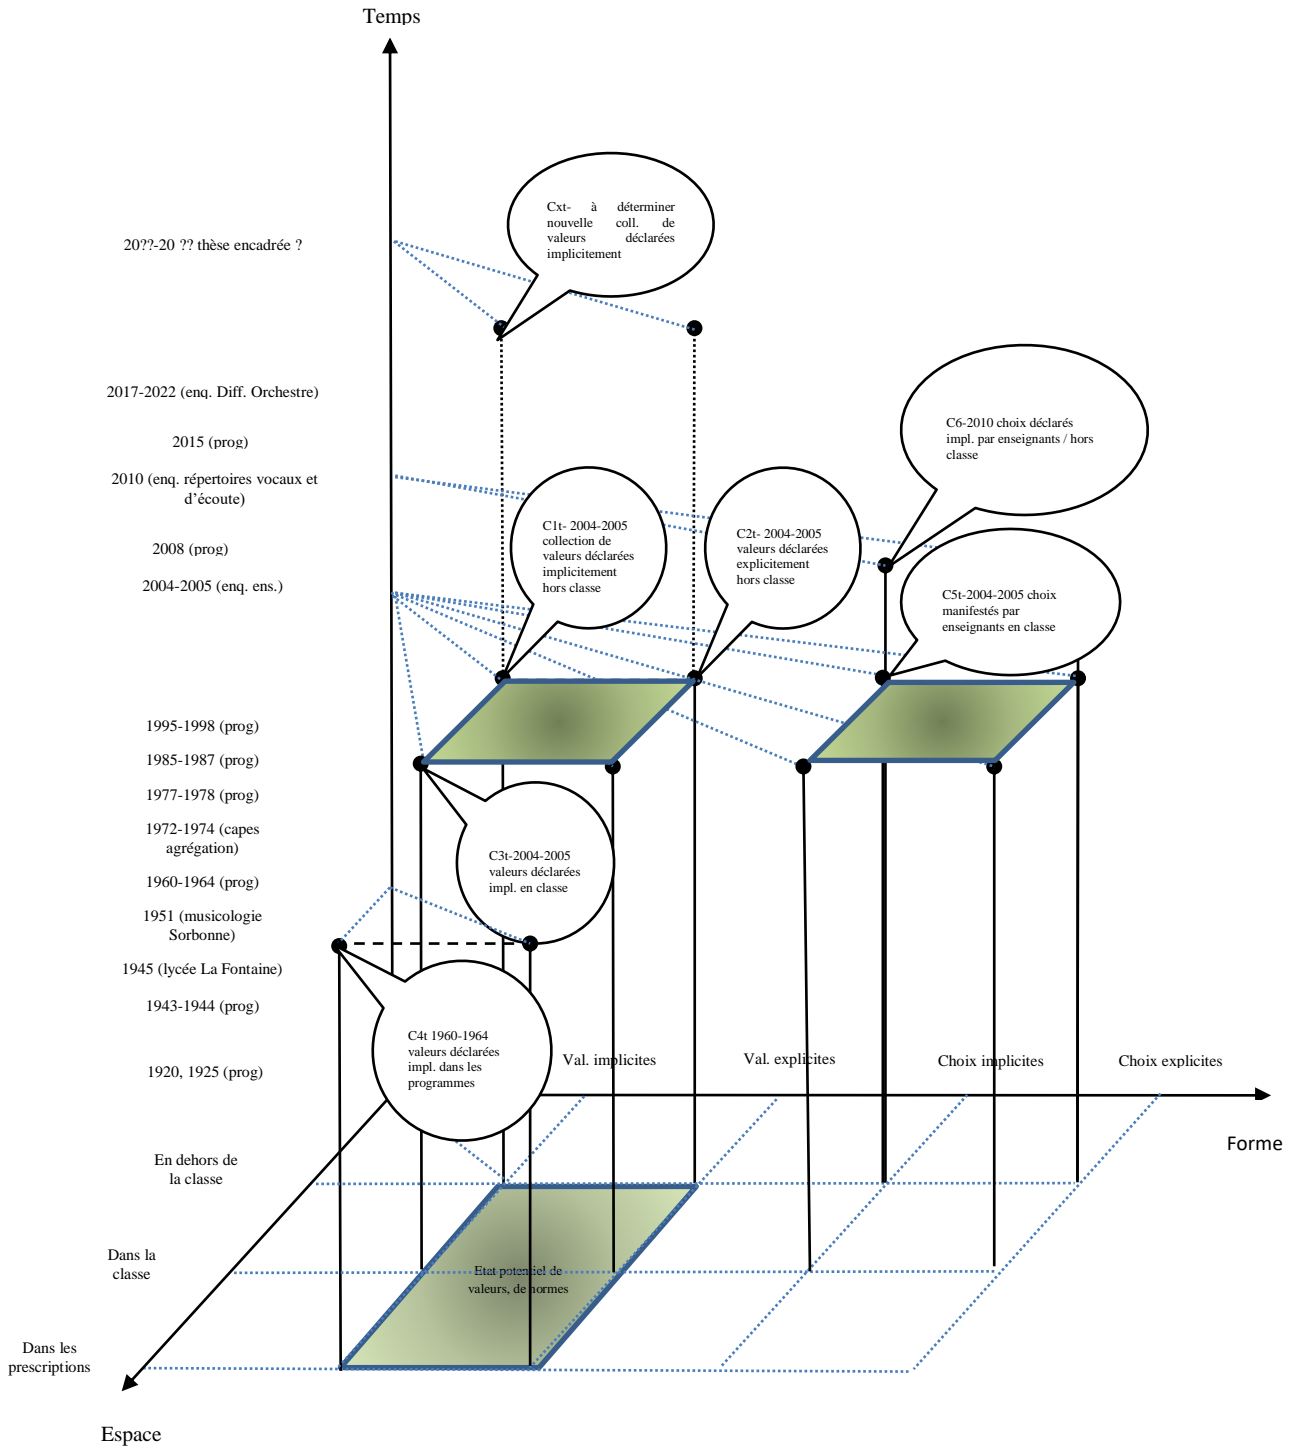 Temps
Cxt- à déterminer
nouvelle coll. de
valeurs déclarées
implicitement
20??-20 ?? thèse encadrée ?
2017-2022 (enq. Diff. Orchestre)
C6-2010 choix déclarés
impl. par enseignants / hors
classe
2015 (prog)
2010 (enq. répertoires vocaux et
d’écoute)
C1t- 2004-2005
collection de
valeurs déclarées
implicitement
hors classe
C2t- 2004-2005
valeurs déclarées
explicitement
hors classe
2008 (prog)
2004-2005 (enq. ens.)
C5t-2004-2005 choix
manifestés par
enseignants en classe
1995-1998 (prog)
1985-1987 (prog)
1977-1978 (prog)
1972-1974 (capes
agrégation)
C3t-2004-2005
valeurs déclarées
impl. en classe
1960-1964 (prog)
1951 (musicologie
Sorbonne)
1945 (lycée La Fontaine)
1943-1944 (prog)
C4t 1960-1964
valeurs déclarées
impl. dans les
programmes
1920, 1925 (prog)
Val. implicites
Val. explicites
Choix implicites
Choix explicites
Forme
En dehors de
la classe
Dans la
classe
Etat potentiel de
valeurs, de normes
Dans les
prescriptions
Espace